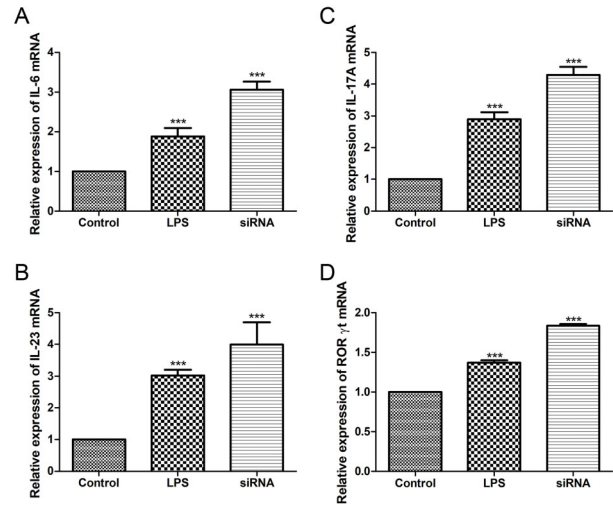 A
Relative expression of IL-6 mRNA
4
3
2
1
0
***
***
Control LPS siRNA
B
Relative expression of IL-23 mRNA
5
4
3
2
1
0
***
***
Control LPS siRNA
C
Relative expression of IL-17A mRNA
5
4
3
2
1
0
***
***
Control LPS siRNA
D
Relative expression of ROR γt mRNA
2.0
1.5
1.0
0.5
0.0
***
***
Control LPS siRNA